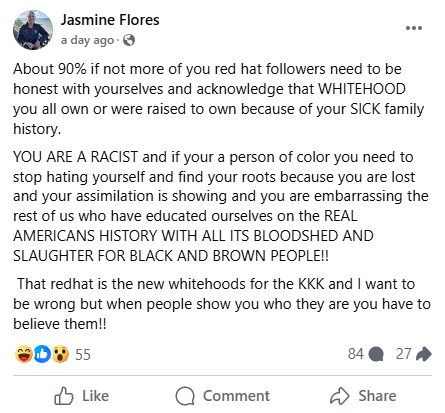 Jasmine Flores
a day ago ·
About 90% if not more of you red hat followers need to be
honest with yourselves and acknowledge that WHITEHOOD
you all own or were raised to own because of your SICK family
history.
YOU ARE A RACIST and if your a person of color you need to
stop hating yourself and find your roots because you are lost
and your assimilation is showing and you are embarrassing the
rest of us who have educated ourselves on the REAL
AMERICANS HISTORY WITH ALL ITS BLOODSHED AND
SLAUGHTER FOR BLACK AND BROWN PEOPLE!!
That redhat is the new whitehoods for the KKK and I want to
be wrong but when people show you who they are you have to
believe them!!
55 84 27
Like Comment Share